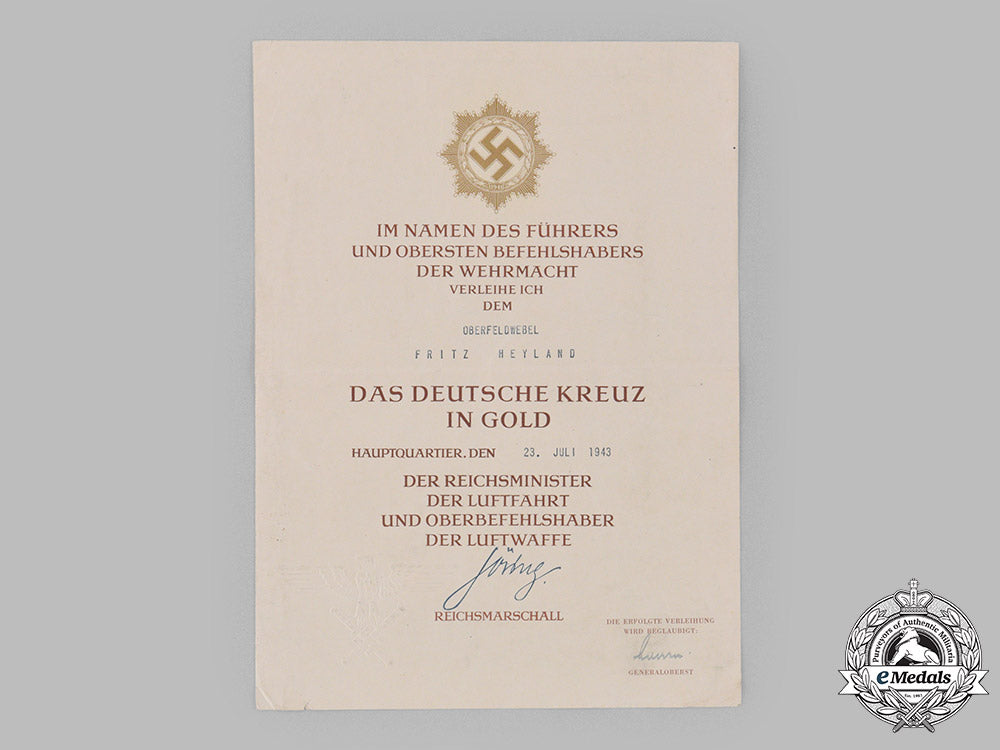 IM NAMEN DES FÜHRERS
UND OBERSTEN BEFEHLSHABERS
DER WEHRMACHT
VERLEIHE ICH
DEM
OBERFELDWEBEL
FRITZ HEYLAND
DAS DEUTSCHE KREUZ
IN GOLD
HAUPTQUARTIER, DEN 23. JULI 1943
DER REICHSMINISTER
DER LUFTFAHRT
UND OBERBEFEHLSHABER
DER LUFTWAFFE
Göring.
REICHSMARSCHALL
DIE ERFOLGTE VERLEIHUNG
WIRD BEGLAUBIGT:
GENERALOBERST
Purveyors of Authentic Militaria
eMedals